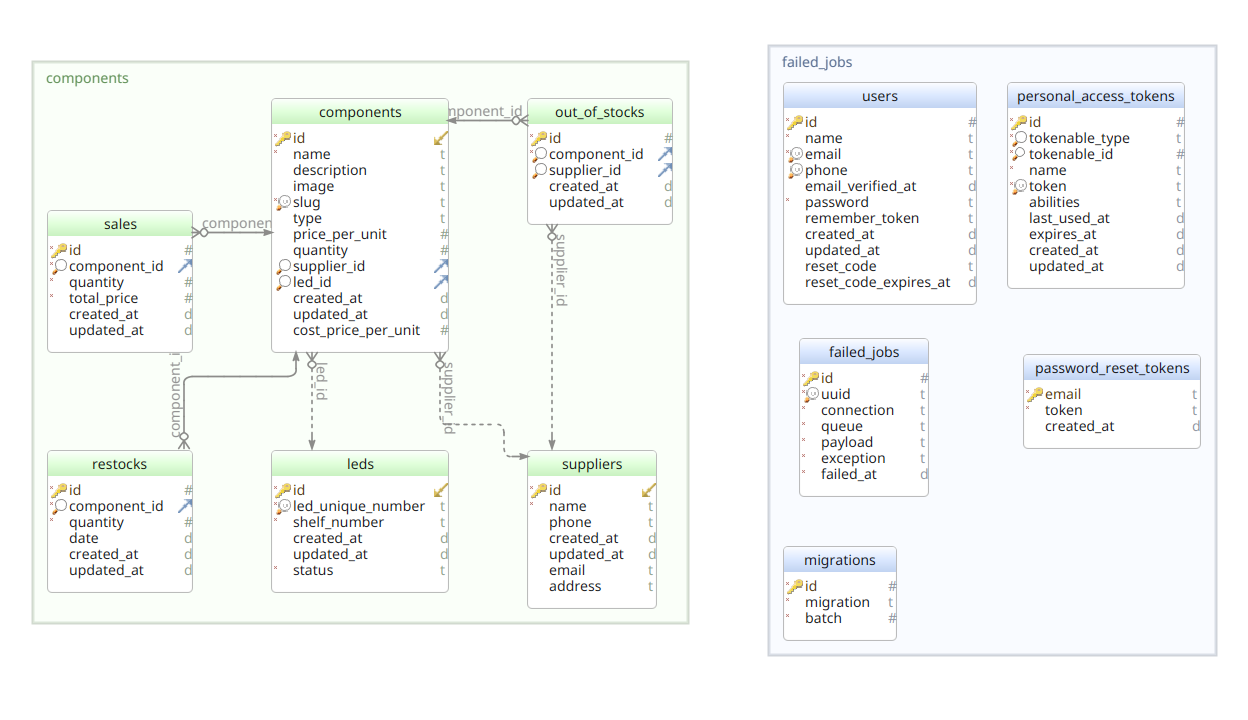 components
components
id
name t
description t
image t
slug t
type t
price_per_unit #
quantity #
supplier_id
led_id
created_at d
updated_at d
cost_price_per_unit #
mponent_id
out_of_stocks
id #
component_id
supplier_id
created_at d
updated_at d
sales
id #
component_id
quantity #
total_price #
created_at d
updated_at d
componen
component_i
led_id
supplier_id
supplier_id
restocks
id #
component_id
quantity #
date d
created_at d
updated_at d
leds
id
led_unique_number t
shelf_number t
created_at d
updated_at d
status t
suppliers
id
name t
phone t
created_at d
updated_at d
email t
address t
failed_jobs
users
id #
name t
email t
phone t
email_verified_at d
password t
remember_token t
created_at d
updated_at d
reset_code t
reset_code_expires_at d
personal_access_tokens
id #
tokenable_type t
tokenable_id #
name t
token t
abilities t
last_used_at d
expires_at d
created_at d
updated_at d
failed_jobs
id #
uuid t
connection t
queue t
payload t
exception t
failed_at d
password_reset_tokens
email t
token t
created_at d
migrations
id #
migration t
batch #